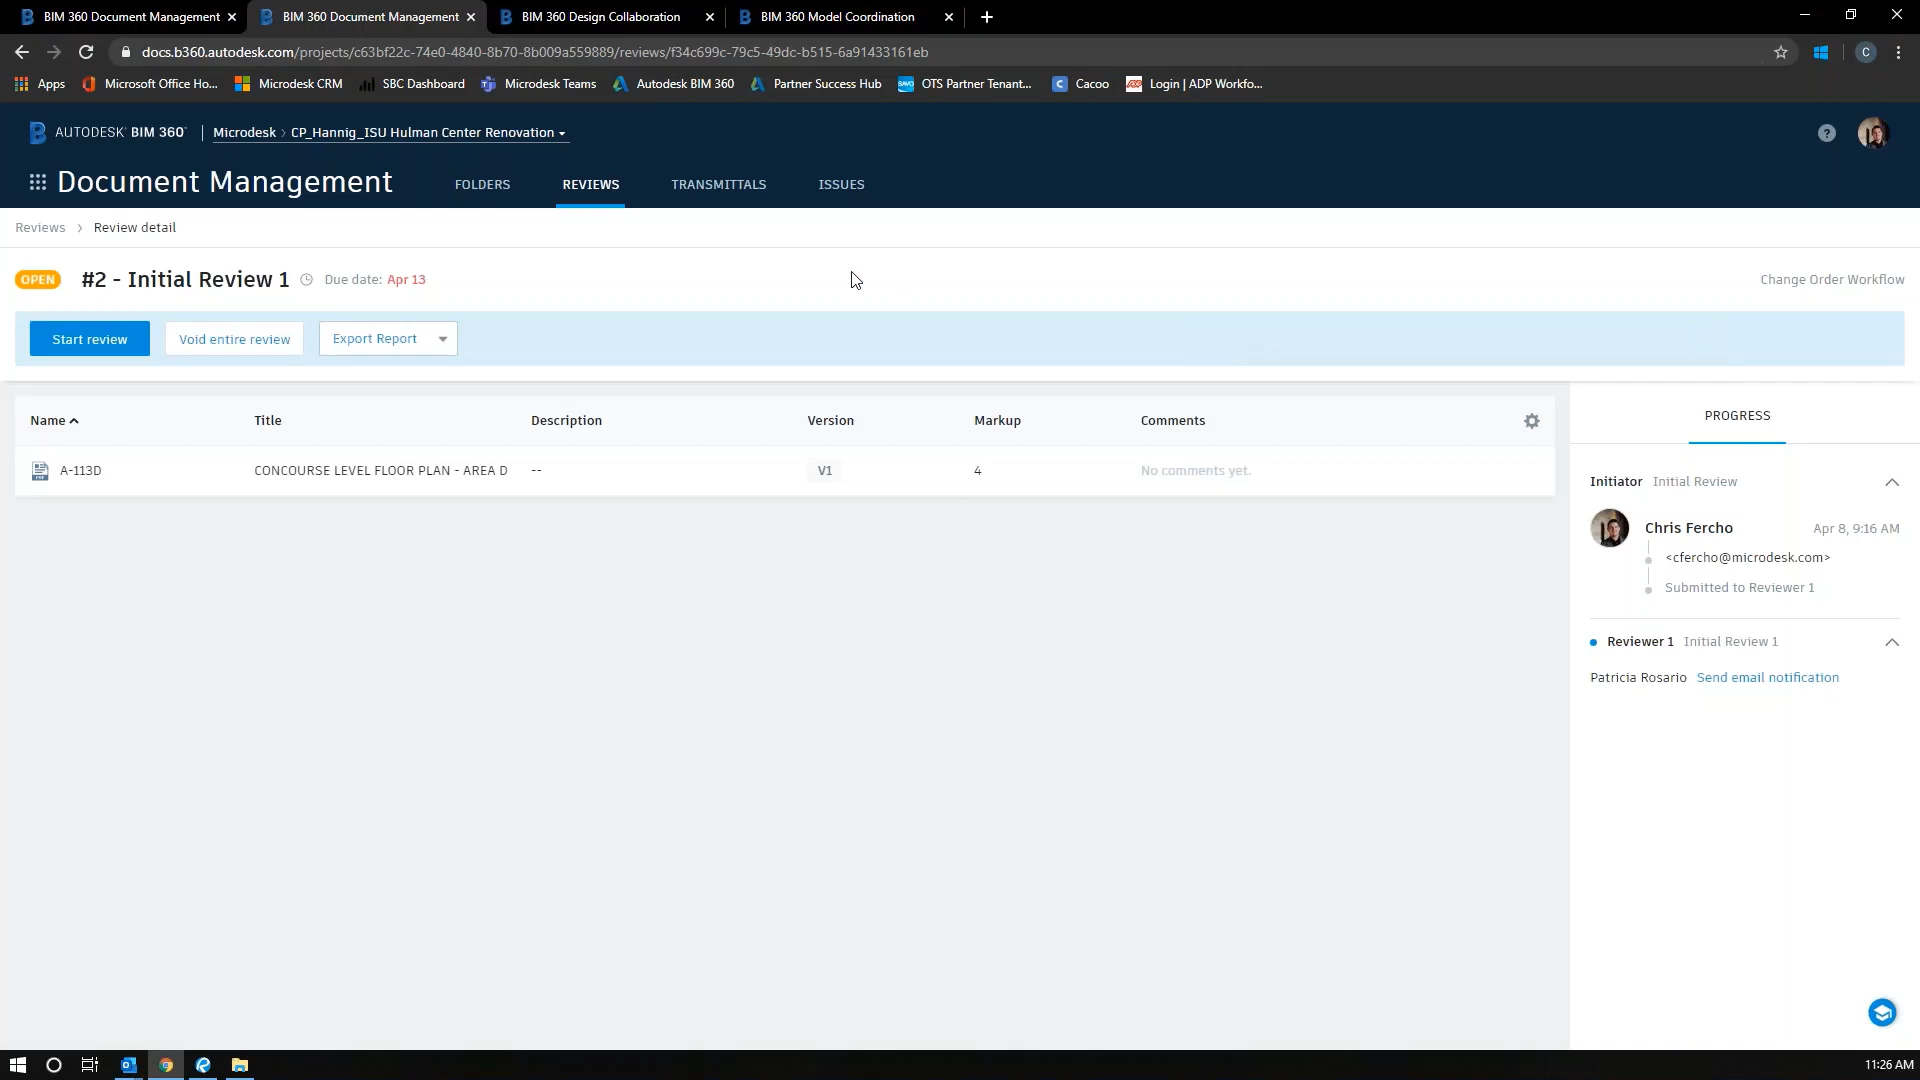 BIM 360 Document Management
BIM 360 Document Management
BIM 360 Design Collaboration
BIM 360 Model Coordination
docs.b360.autodesk.com/projects/c63bf22c-74e0-4840-8b70-8b009a559889/reviews/f34c699c-79c5-49dc-b515-6a91433161eb
C
Apps
Microsoft Office Ho...
Microdesk CRM
SBC Dashboard
Microdesk Teams
Autodesk BIM 360
Partner Success Hub
OTS Partner Tenant...
Cacoo
Login | ADP Workfo...
AUTODESK BIM 360
Microdesk > CP_Hannig_ISU Hulman Center Renovation
Document Management
FOLDERS
REVIEWS
TRANSMITTALS
ISSUES
Reviews > Review detail
OPEN
#2 - Initial Review 1
Due date: Apr 13
Change Order Workflow
Start review
Void entire review
Export Report
Name
Title
Description
Version
Markup
Comments
A-113D
CONCOURSE LEVEL FLOOR PLAN - AREA D
--
V1
4
No comments yet.
PROGRESS
Initiator Initial Review
Chris Fercho
Apr 8, 9:16 AM
<cfercho@microdesk.com>
Submitted to Reviewer 1
Reviewer 1 Initial Review 1
Patricia Rosario Send email notification
11:26 AM